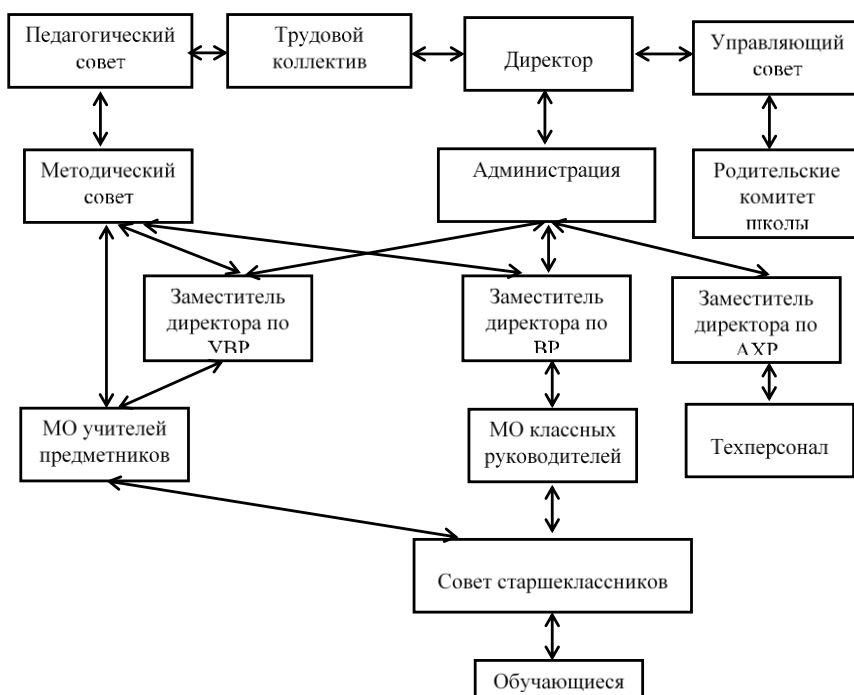 Педагогический
совет
Трудовой
коллектив
Директор
Управляющий
совет
Методический
совет
Администрация
Родительские
комитет
школы
Заместитель
директора по
УВР
Заместитель
директора по
ВР
Заместитель
директора по
АХР
МО учителей
предметников
МО классных
руководителей
Техперсонал
Совет старшеклассников
Обучающиеся